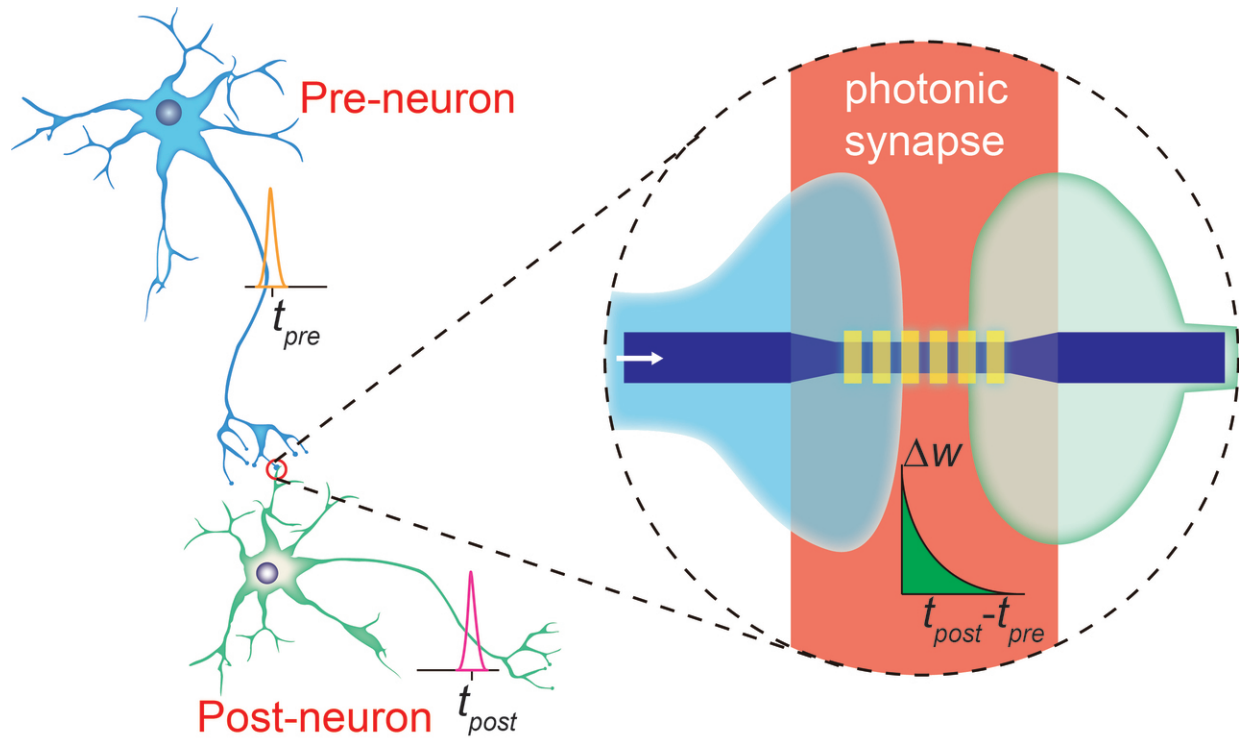 Pre-neuron
t_pre
Post-neuron
t_post
photonic
synapse
Δw
t_post-t_pre